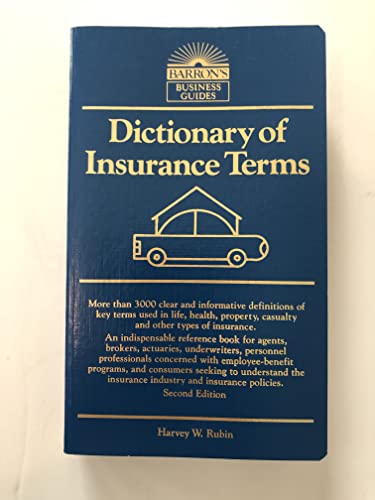 BARRON'S
BUSINESS
GUIDES
Dictionary of
Insurance Terms
More than 3000 clear and informative definitions of
key terms used in life, health, property, casualty
and other types of insurance.
An indispensable reference book for agents,
brokers, actuaries, underwriters, personnel
professionals concerned with employee-benefit
programs, and consumers seeking to understand the
insurance industry and insurance policies.
Second Edition
Harvey W. Rubin